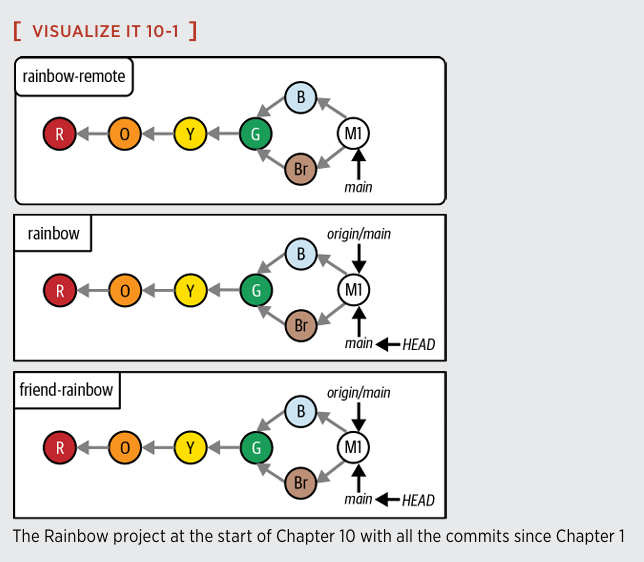 [ VISUALIZE IT 10-1 ]
rainbow-remote
B
R O Y G M1
Br
main
rainbow
origin/main
B
R O Y G M1
Br
main HEAD
friend-rainbow
origin/main
B
R O Y G M1
Br
main HEAD
The Rainbow project at the start of Chapter 10 with all the commits since Chapter 1